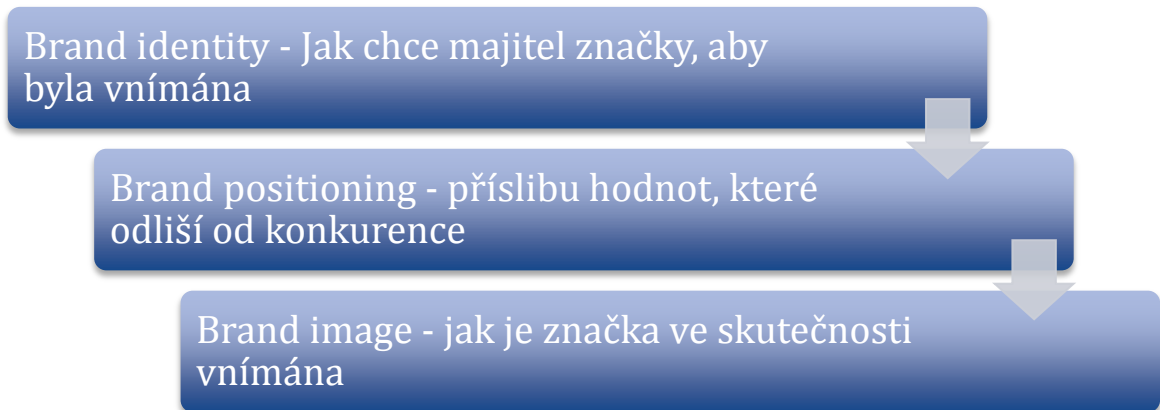 Brand identity - Jak chce majitel značky, aby
byla vnímána
Brand positioning - příslibu hodnot, které
odliší od konkurence
Brand image - jak je značka ve skutečnosti
vnímána